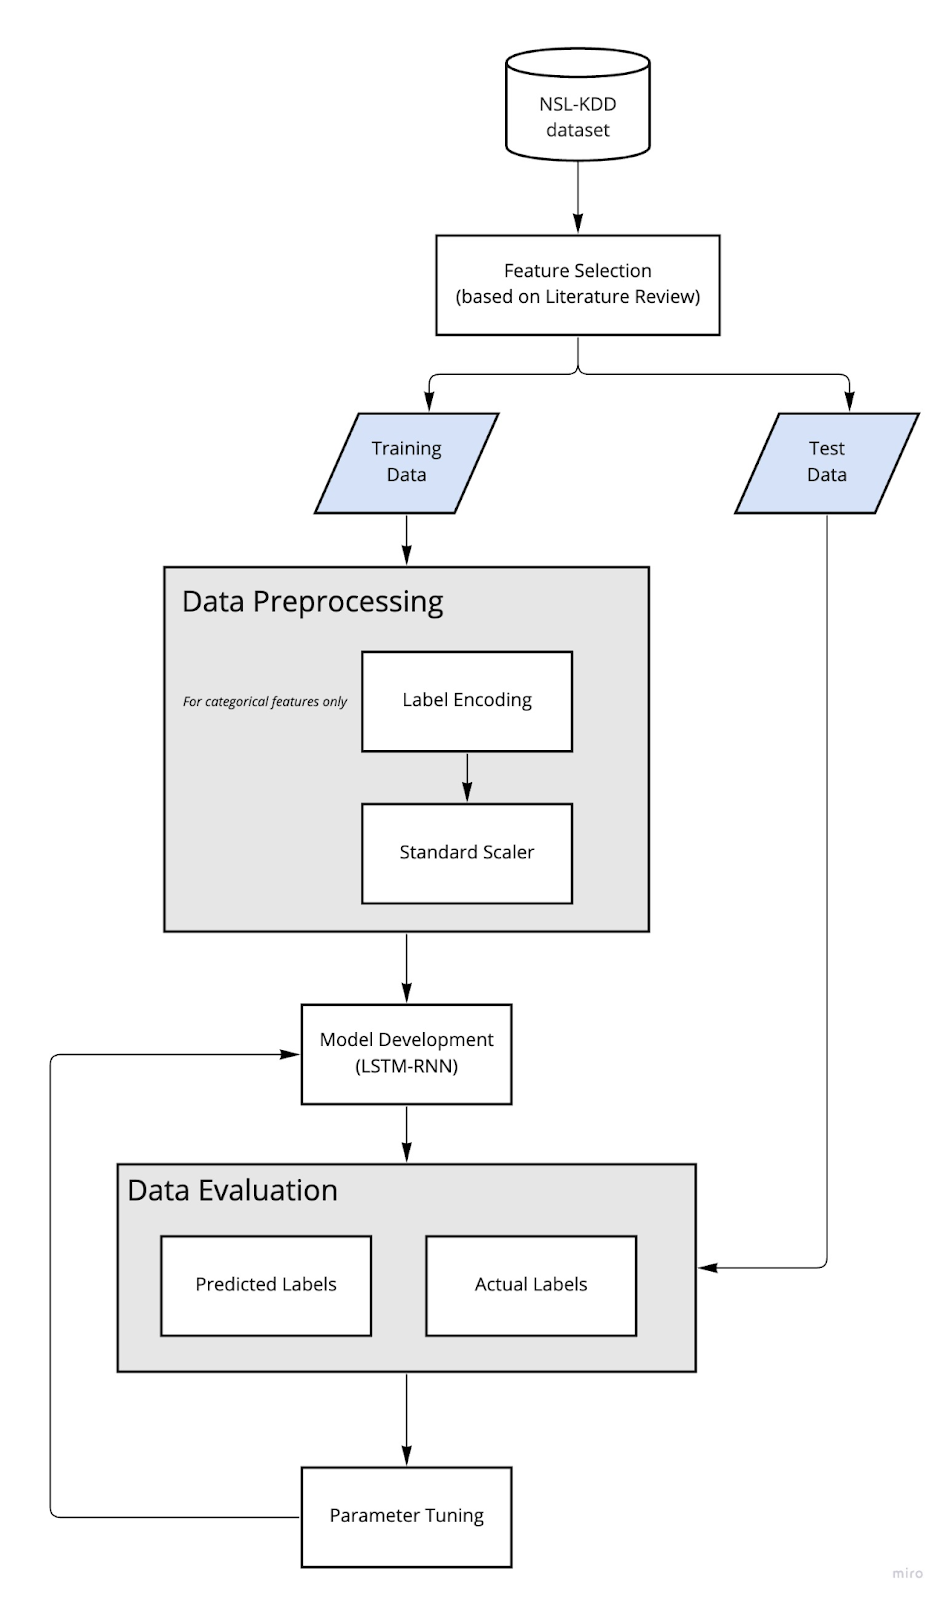 NSL-KDD
dataset
Feature Selection
(based on Literature Review)
Training
Data
Test
Data
Data Preprocessing
For categorical features only
Label Encoding
Standard Scaler
Model Development
(LSTM-RNN)
Data Evaluation
Predicted Labels
Actual Labels
Parameter Tuning
miro